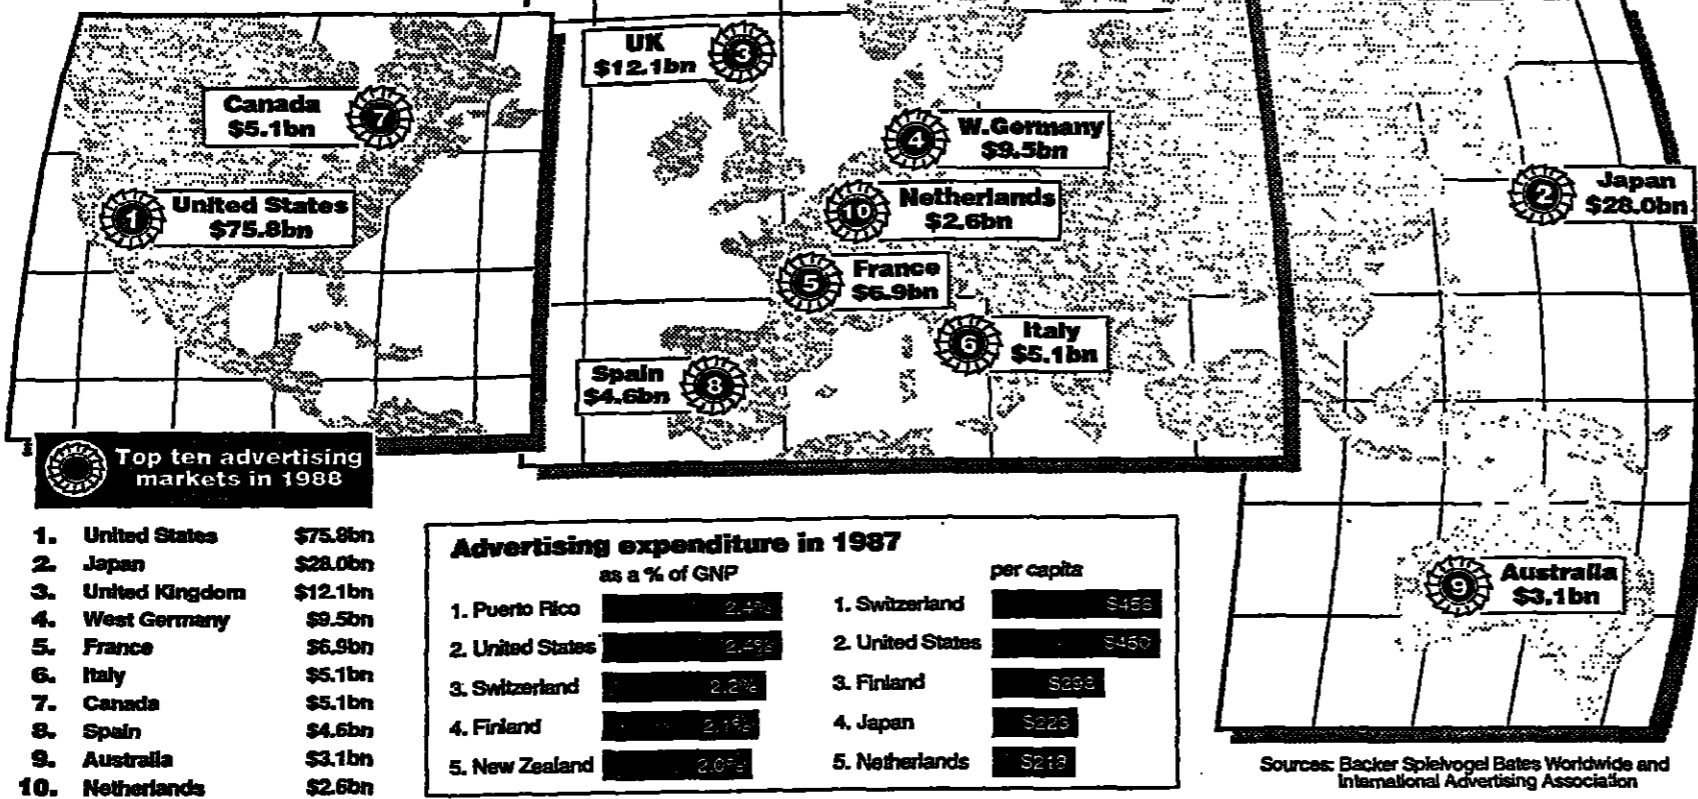 UK
$12.1bn
3
Canada
$5.1bn
7
4
W.Germany
$9.5bn
1
United States
$75.8bn
10
Netherlands
$2.6bn
2
Japan
$28.0bn
5
France
$6.9bn
6
Italy
$5.1bn
Spain
$4.6bn
8
9
Australia
$3.1bn
Top ten advertising
markets in 1988
1. United States $75.8bn
2. Japan $28.0bn
3. United Kingdom $12.1bn
4. West Germany $9.5bn
5. France $6.9bn
6. Italy $5.1bn
7. Canada $5.1bn
8. Spain $4.6bn
9. Australia $3.1bn
10. Netherlands $2.6bn
Advertising expenditure in 1987
as a % of GNP
1. Puerto Rico 2.4%
2. United States 2.4%
3. Switzerland 2.2%
4. Finland 2.1%
5. New Zealand 2.0%
per capita
1. Switzerland
2. United States $450
3. Finland
4. Japan
5. Netherlands
Sources: Backer Spielvogel Bates Worldwide and
International Advertising Association